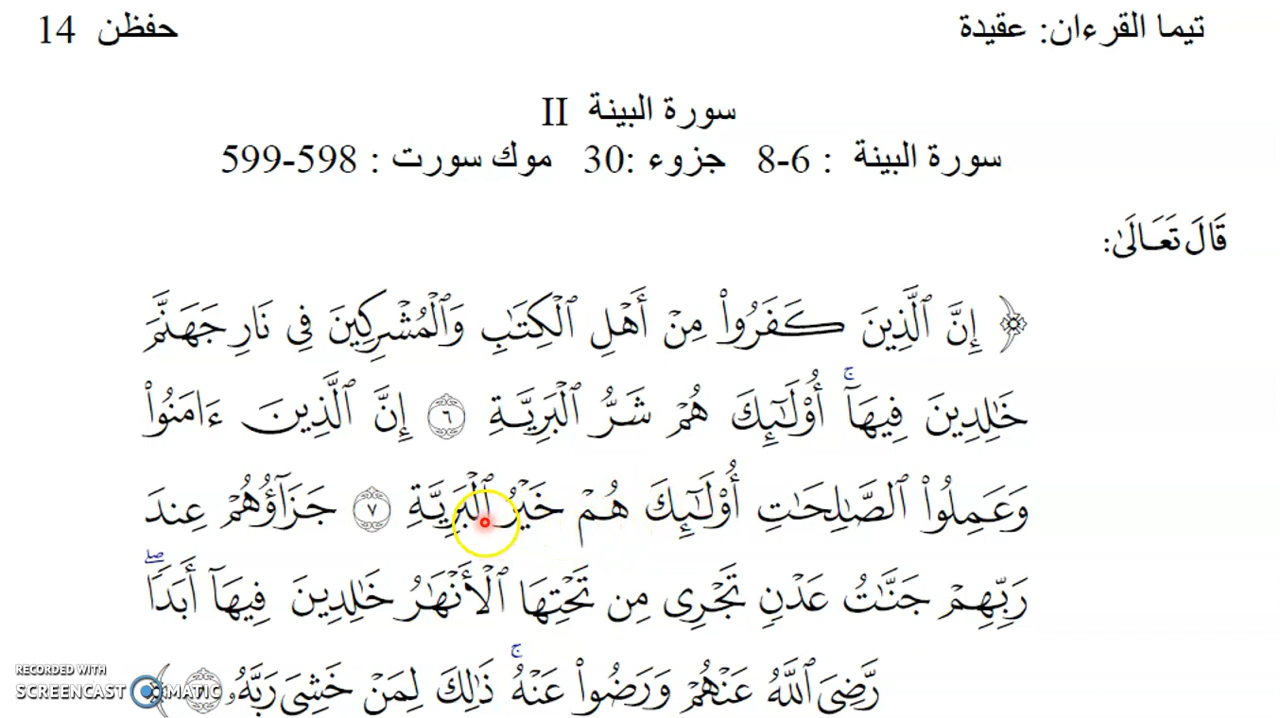 تيما القرءان: عقيدة حفظن 14
سورة البينة II
سورة البينة : 6-8 جزوء :30 موك سورت : 598-599
قَالَ تَعَالَىٰ:
﴿ إِنَّ ٱلَّذِينَ كَفَرُواْ مِنۡ أَهۡلِ ٱلۡكِتَٰبِ وَٱلۡمُشۡرِكِينَ فِي نَارِ جَهَنَّمَ
خَٰلِدِينَ فِيهَآۚ أُوْلَٰٓئِكَ هُمۡ شَرُّ ٱلۡبَرِيَّةِ ٦ إِنَّ ٱلَّذِينَ ءَامَنُواْ
وَعَمِلُواْ ٱلصَّٰلِحَٰتِ أُوْلَٰٓئِكَ هُمۡ خَيۡرُ ٱلۡبَرِيَّةِ ٧ جَزَآؤُهُمۡ عِندَ
رَبِّهِمۡ جَنَّٰتُ عَدۡنٖ تَجۡرِي مِن تَحۡتِهَا ٱلۡأَنۡهَٰرُ خَٰلِدِينَ فِيهَآ أَبَدٗاۖ
رَّضِيَ ٱللَّهُ عَنۡهُمۡ وَرَضُواْ عَنۡهُۚ ذَٰلِكَ لِمَنۡ خَشِيَ رَبَّهُۥ
RECORDED WITH
SCREENCAST MATIC